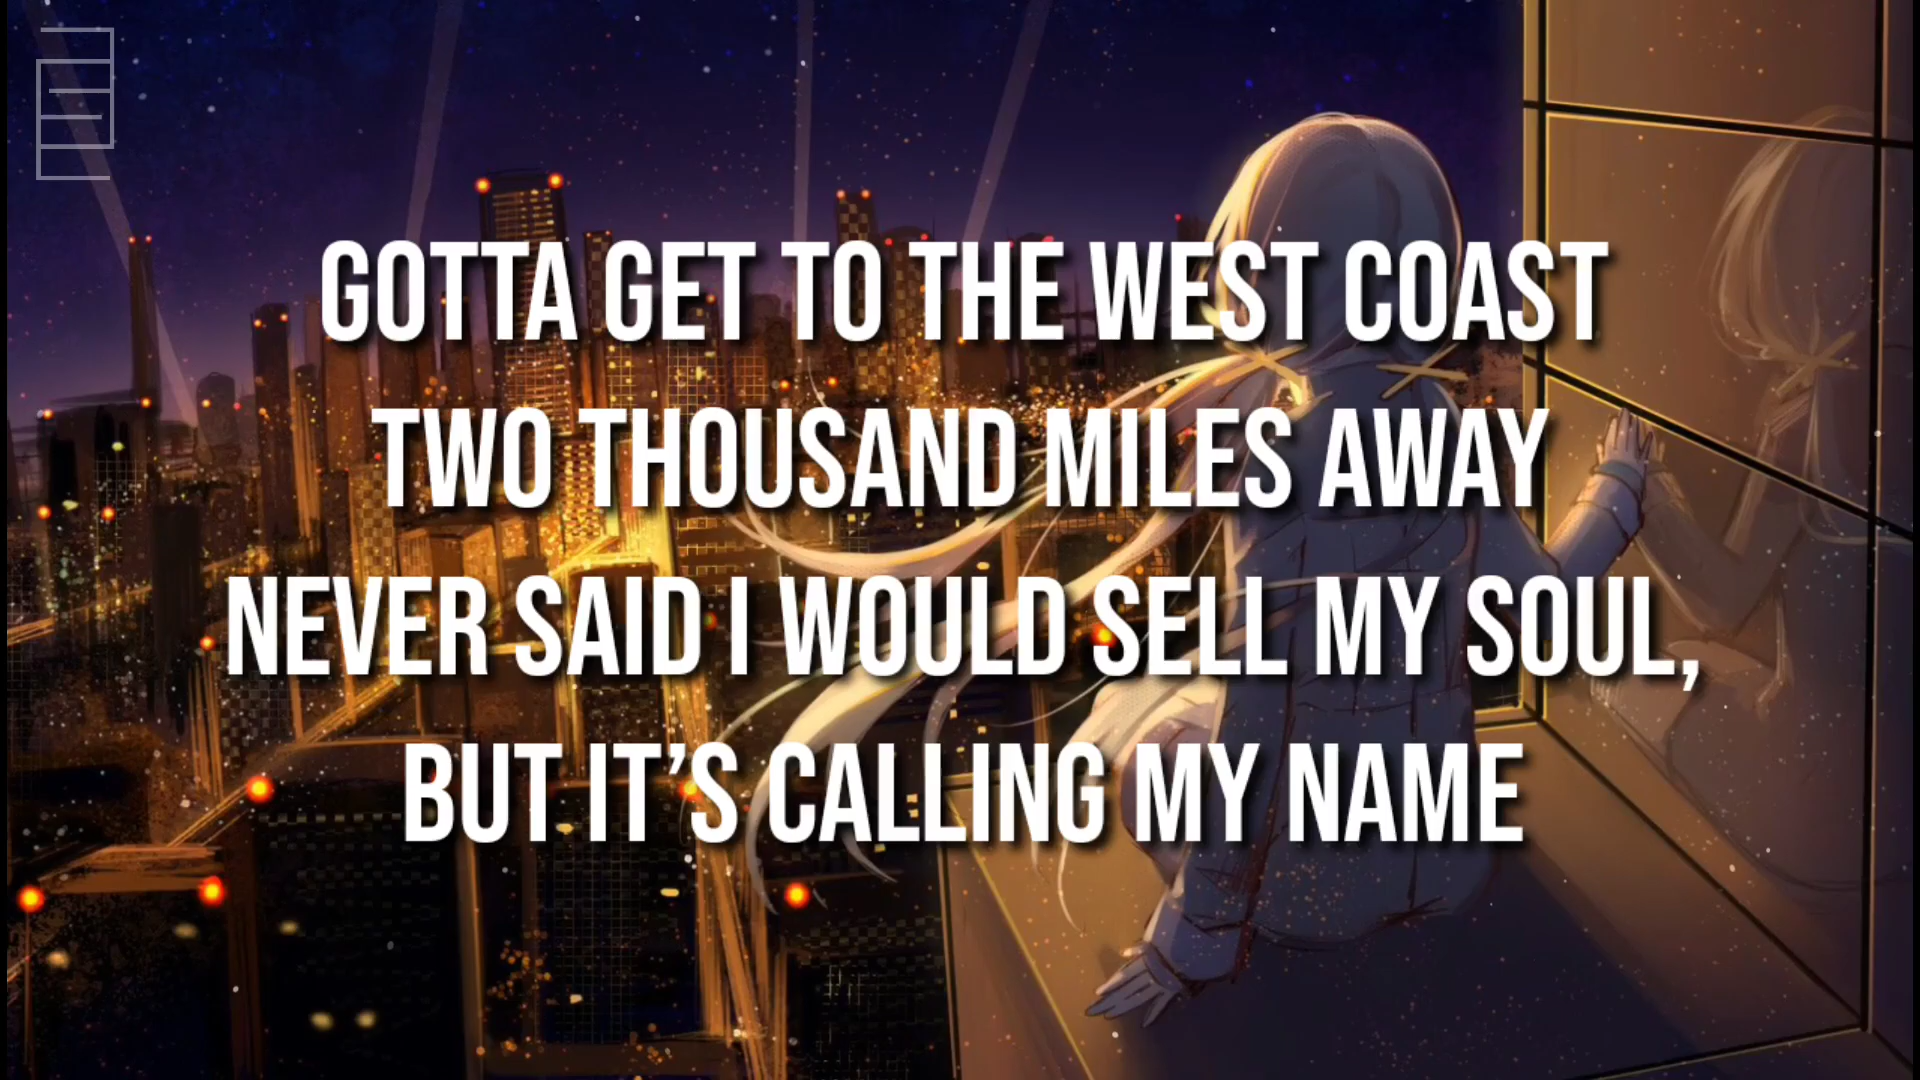 GOTTA GET TO THE WEST COAST
TWO THOUSAND MILES AWAY
NEVER SAID I WOULD SELL MY SOUL,
BUT IT’S CALLING MY NAME